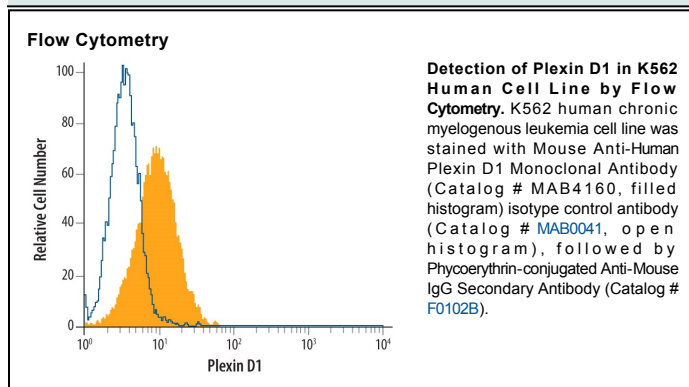 Flow Cytometry
Relative Cell Number
100
80
60
40
20
0
10⁰
10¹
10²
10³
10⁴
Plexin D1
Detection of Plexin D1 in K562
Human Cell Line by Flow
Cytometry. K562 human chronic
myelogenous leukemia cell line was
stained with Mouse Anti-Human
Plexin D1 Monoclonal Antibody
(Catalog # MAB4160, filled
histogram) isotype control antibody
(Catalog # MAB0041, open
histogram), followed by
Phycoerythrin-conjugated Anti-Mouse
IgG Secondary Antibody (Catalog #
F0102B).